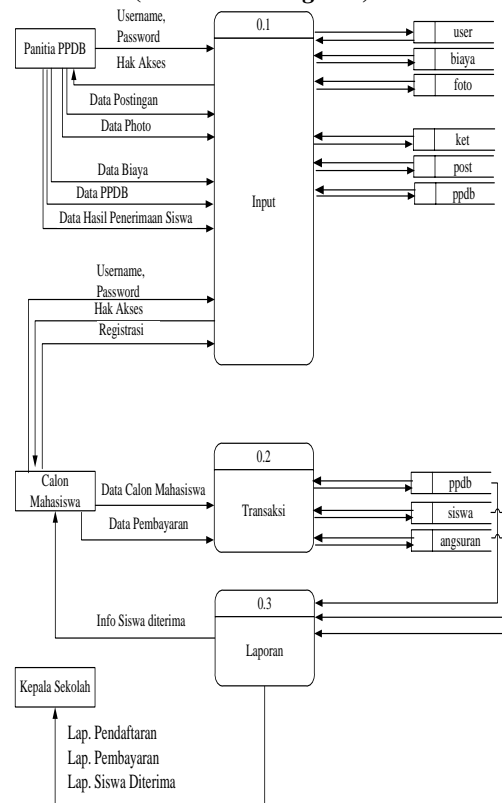 Username,
Password
Panitia PPDB
Hak Akses
Data Postingan
Data Photo
Data Biaya
Data PPDB
Data Hasil Penerimaan Siswa
0.1
Input
user
biaya
foto
ket
post
ppdb
Username,
Password
Hak Akses
Registrasi
Calon
Mahasiswa
Data Calon Mahasiswa
Data Pembayaran
0.2
Transaksi
ppdb
siswa
angsuran
Info Siswa diterima
0.3
Laporan
Kepala Sekolah
Lap. Pendaftaran
Lap. Pembayaran
Lap. Siswa Diterima